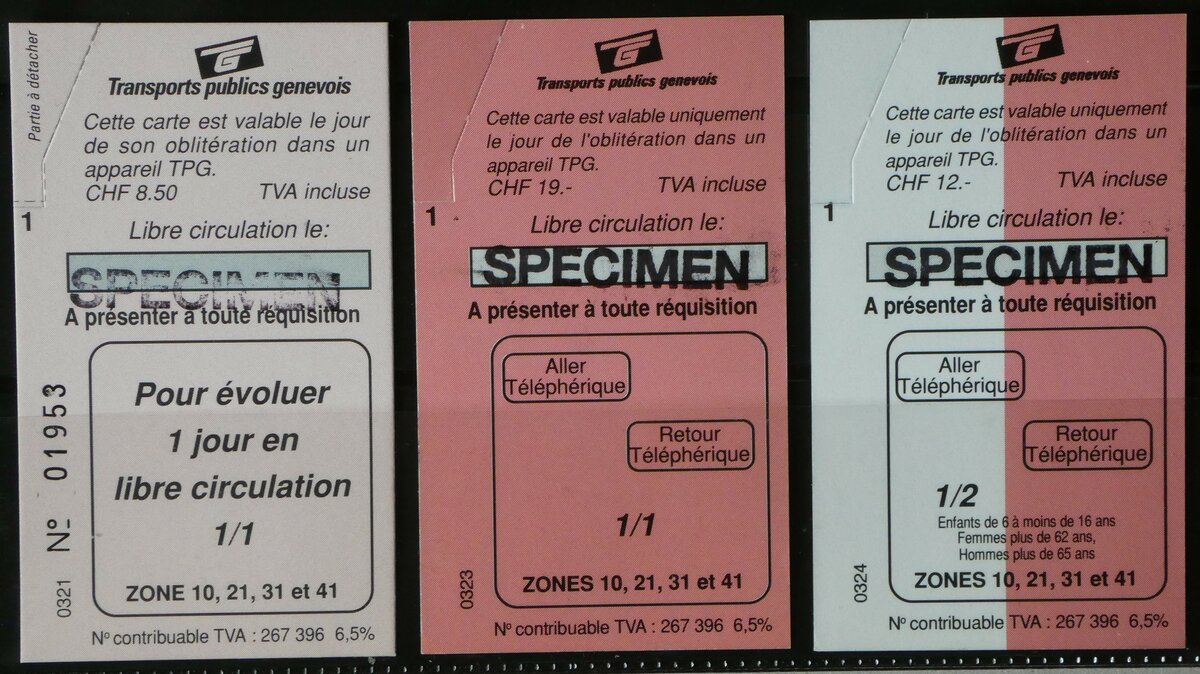 Partie à détacher
TG
Transports publics genevois
Cette carte est valable le jour
de son oblitération dans un
appareil TPG.
CHF 8.50 TVA incluse
1
Libre circulation le:
SPECIMEN
A présenter à toute réquisition
Pour évoluer
1 jour en
libre circulation
1/1
ZONE 10, 21, 31 et 41
Nº 01953
0321
Nº contribuable TVA : 267 396 6,5%
TG
Transports publics genevois
Cette carte est valable uniquement
le jour de l'oblitération dans un
appareil TPG.
CHF 19.- TVA incluse
1
Libre circulation le:
SPECIMEN
A présenter à toute réquisition
Aller
Téléphérique
Retour
Téléphérique
1/1
ZONES 10, 21, 31 et 41
0323
Nº contribuable TVA : 267 396 6,5%
TG
Transports publics genevois
Cette carte est valable uniquement
le jour de l'oblitération dans un
appareil TPG.
CHF 12.- TVA incluse
1
Libre circulation le:
SPECIMEN
A présenter à toute réquisition
Aller
Téléphérique
Retour
Téléphérique
1/2
Enfants de 6 à moins de 16 ans
Femmes plus de 62 ans,
Hommes plus de 65 ans
ZONES 10, 21, 31 et 41
0324
Nº contribuable TVA : 267 396 6,5%